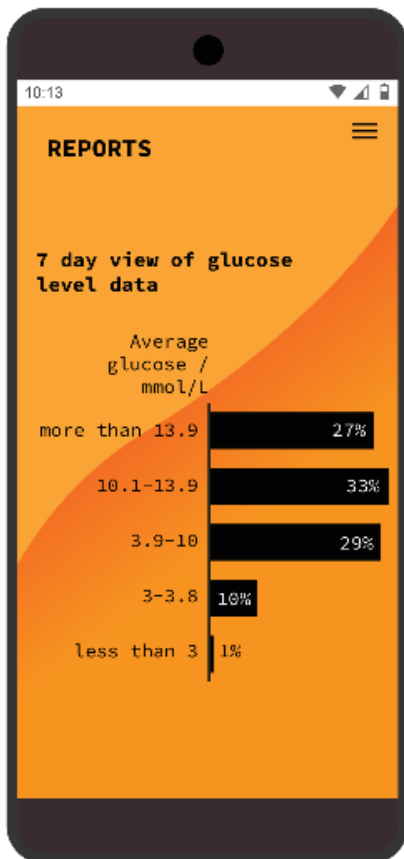 10:13
REPORTS
7 day view of glucose
level data
Average
glucose /
mmol/L
more than 13.9 27%
10.1–13.9 33%
3.9–10 29%
3–3.8 10%
less than 3 1%